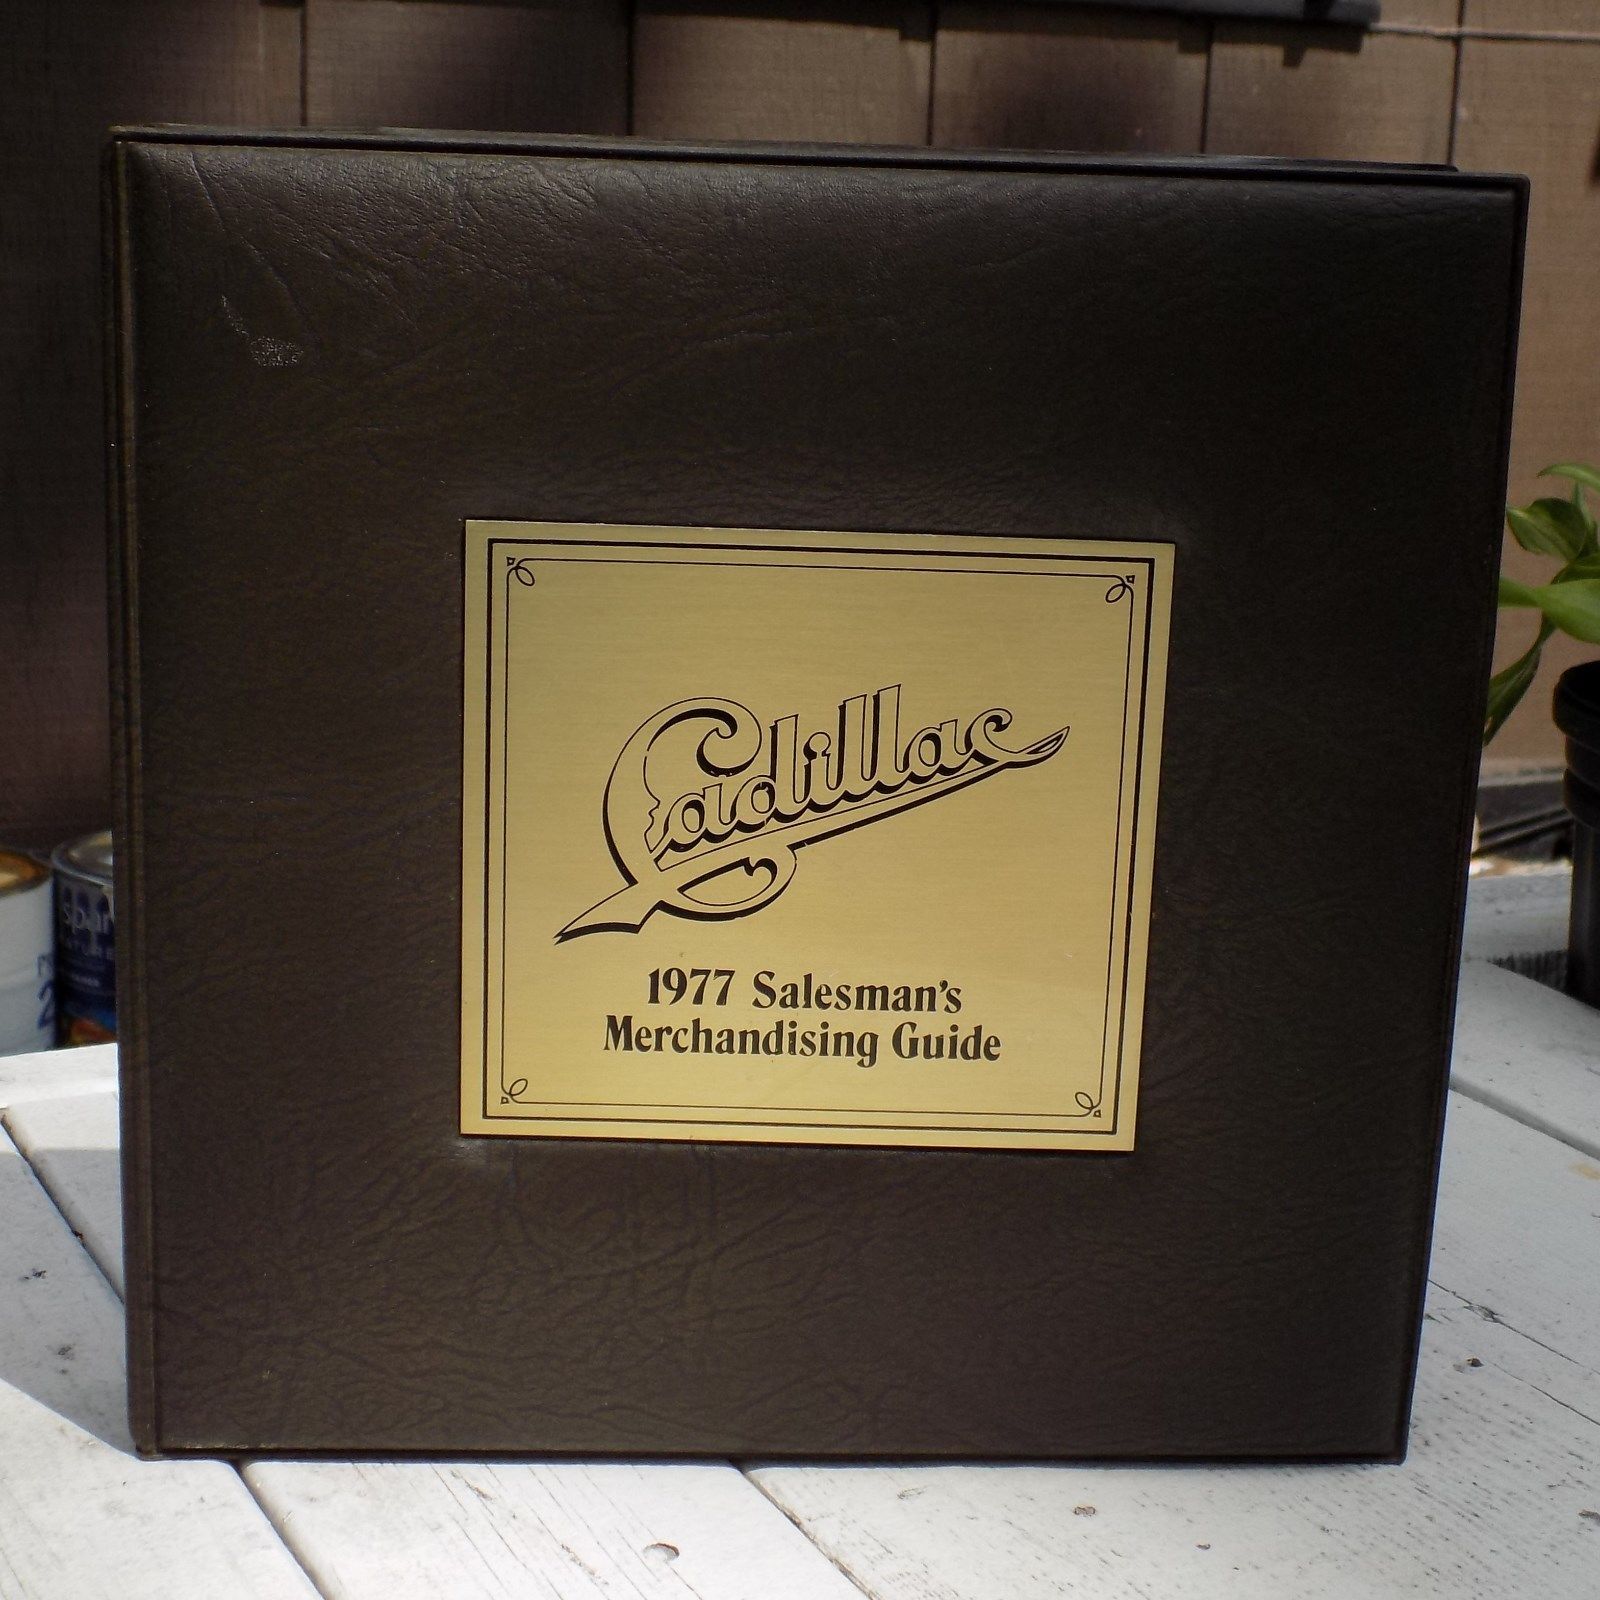 Cadillac
1977 Salesman's
Merchandising Guide